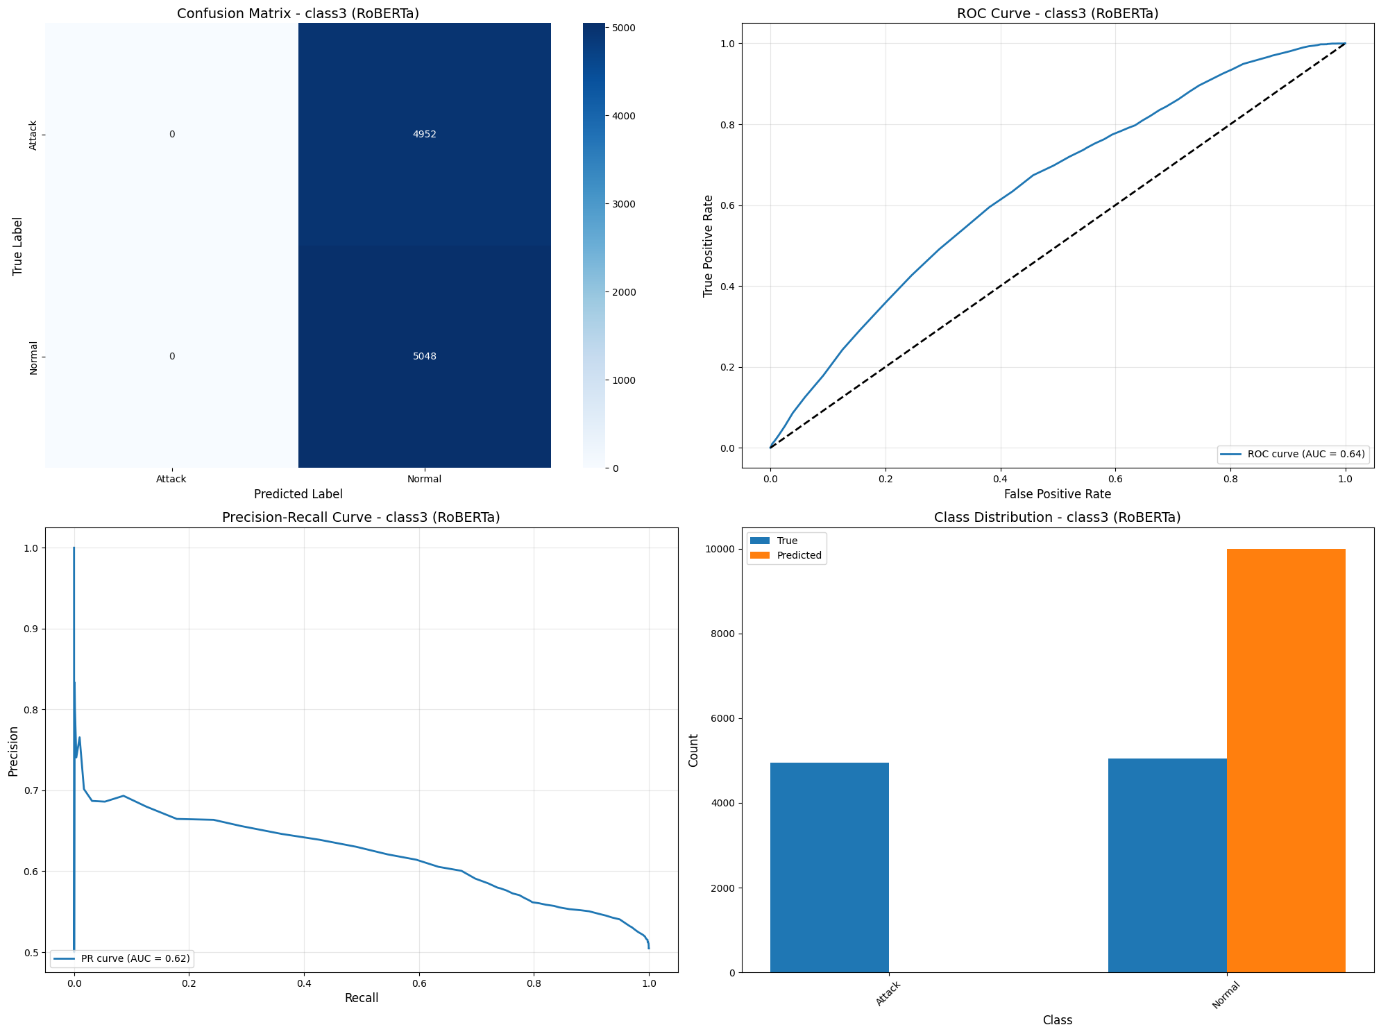 Confusion Matrix - class3 (RoBERTa)
True Label
Attack
Normal
0
4952
0
5048
Attack
Normal
Predicted Label
5000
4000
3000
2000
1000
0
ROC Curve - class3 (RoBERTa)
True Positive Rate
1.0
0.8
0.6
0.4
0.2
0.0
ROC curve (AUC = 0.64)
0.0 0.2 0.4 0.6 0.8 1.0
False Positive Rate
Precision-Recall Curve - class3 (RoBERTa)
Precision
1.0
0.9
0.8
0.7
0.6
0.5
PR curve (AUC = 0.62)
0.0 0.2 0.4 0.6 0.8 1.0
Recall
Class Distribution - class3 (RoBERTa)
True
Predicted
Count
10000
8000
6000
4000
2000
0
Attack
Normal
Class